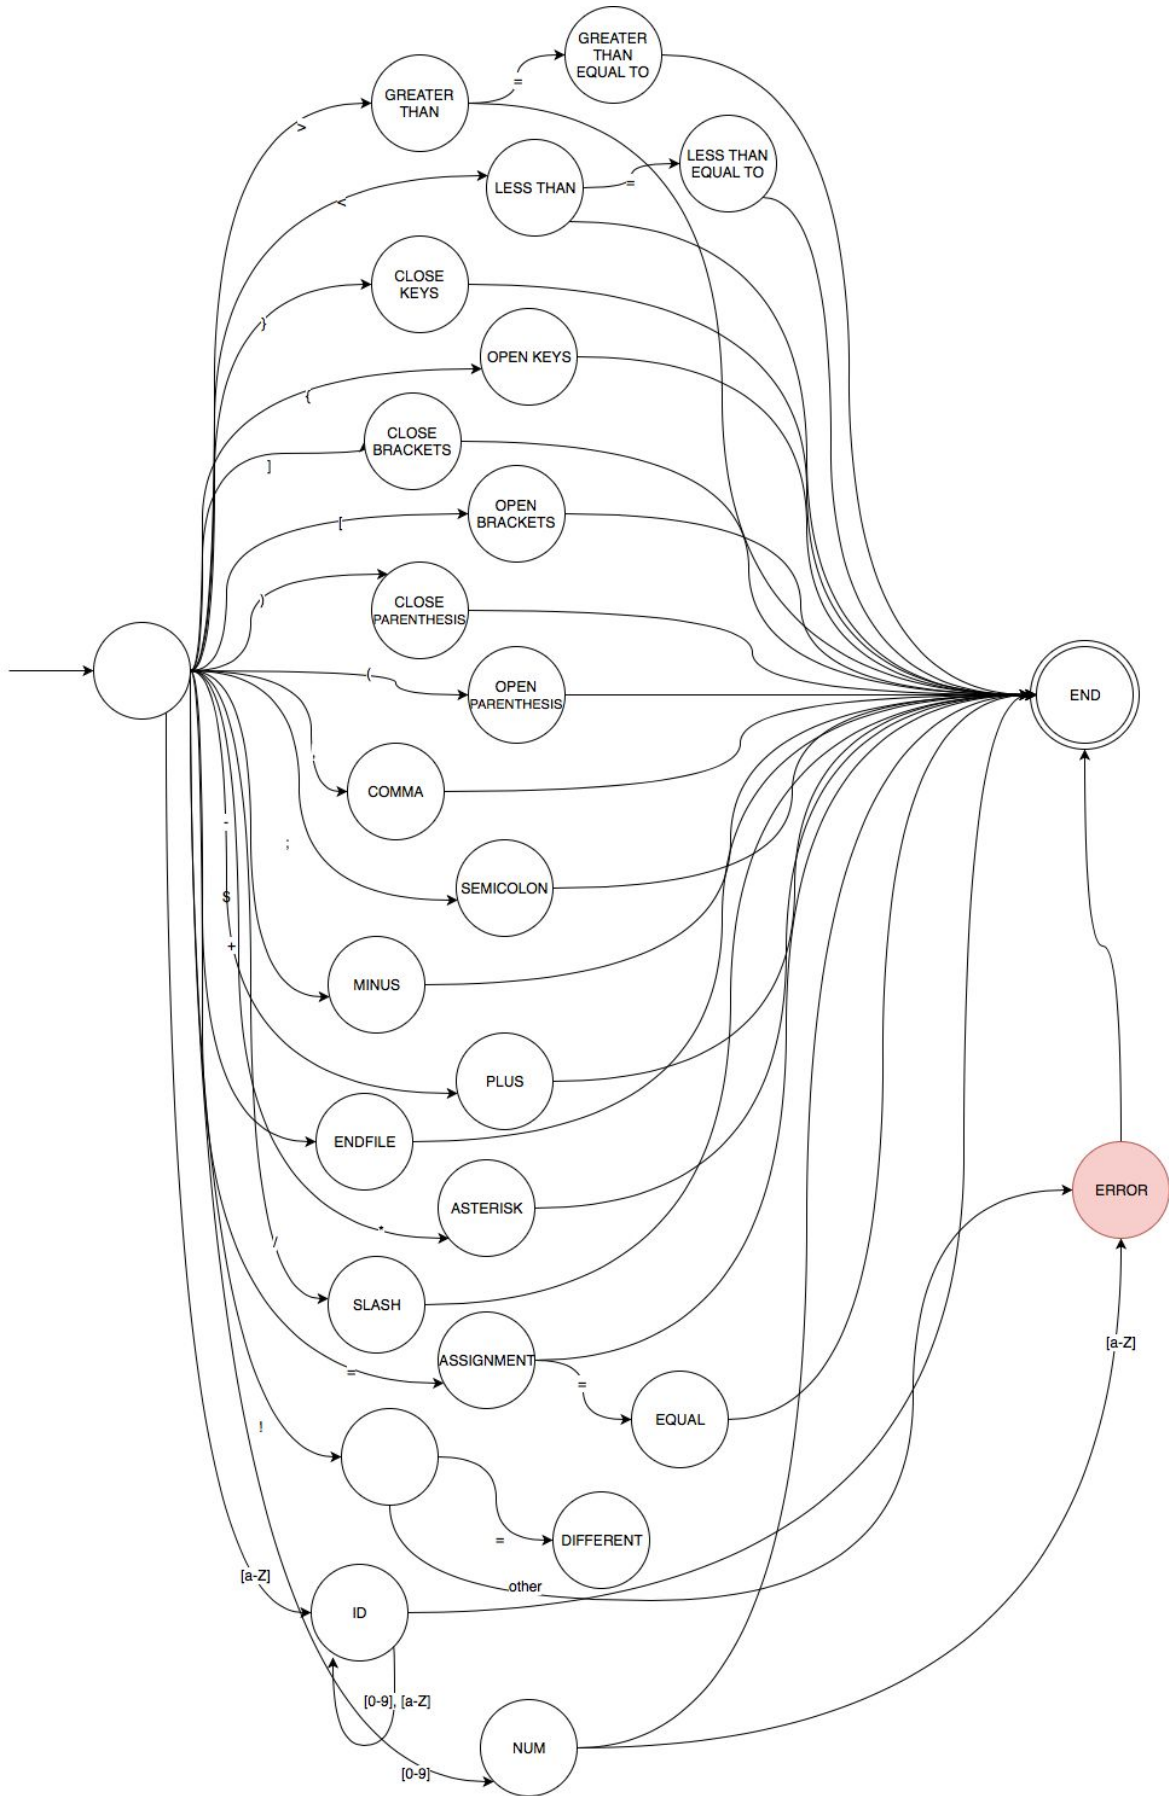 GREATER
THAN
EQUAL TO
GREATER
THAN
=
>
LESS THAN
EQUAL TO
LESS THAN
=
<
CLOSE
KEYS
}
OPEN KEYS
{
CLOSE
BRACKETS
]
OPEN
BRACKETS
[
CLOSE
PARENTHESIS
)
OPEN
PARENTHESIS
(
END
COMMA
,
SEMICOLON
;
-
$
+
MINUS
PLUS
ENDFILE
ERROR
ASTERISK
*
/
SLASH
ASSIGNMENT
=
=
EQUAL
[a-Z]
!
=
DIFFERENT
other
[a-Z]
ID
[0-9], [a-Z]
NUM
[0-9]